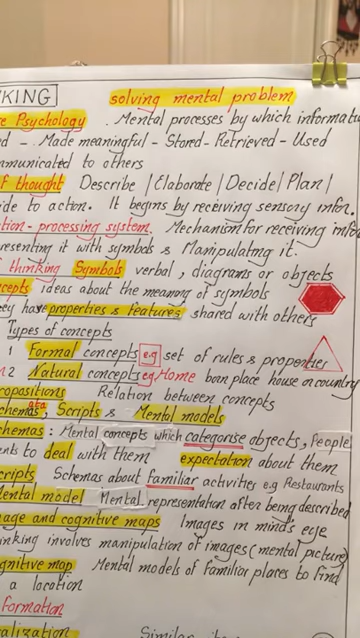 KING solving mental problem
e Psychology . Mental processes by which informati
d - . Made meaningful - Stored - Retrieved - Used
mmunicated to others
f thought Describe / Elaborate / Decide / Plan /
ide to action. It begins by receiving sensory infor.
tion - processing system. Mechanism for receiving infor
resenting it with symbols & Manipulating it.
f thinking Symbols verbal, diagrams or objects
cepts ideas about the meaning of symbols
ey have properties & features shared with others
Types of concepts
1 Formal concepts e.g set of rules & properties
2 Natural concepts eg Home born place house or country
ropositions Relation between concepts
chemas, Scripts & Mental models
chemas : Mental concepts which categorise objects, People
nts to deal with them expectation about them
cripts Schemas about familiar activities e.g Restaurants
ental model Mental representation after being described
age and cognitive maps Images in mind's eye
inking involves manipulation of images (mental picture)
gnitive map Mental models of familiar places to find
a location
formation
alization Similar